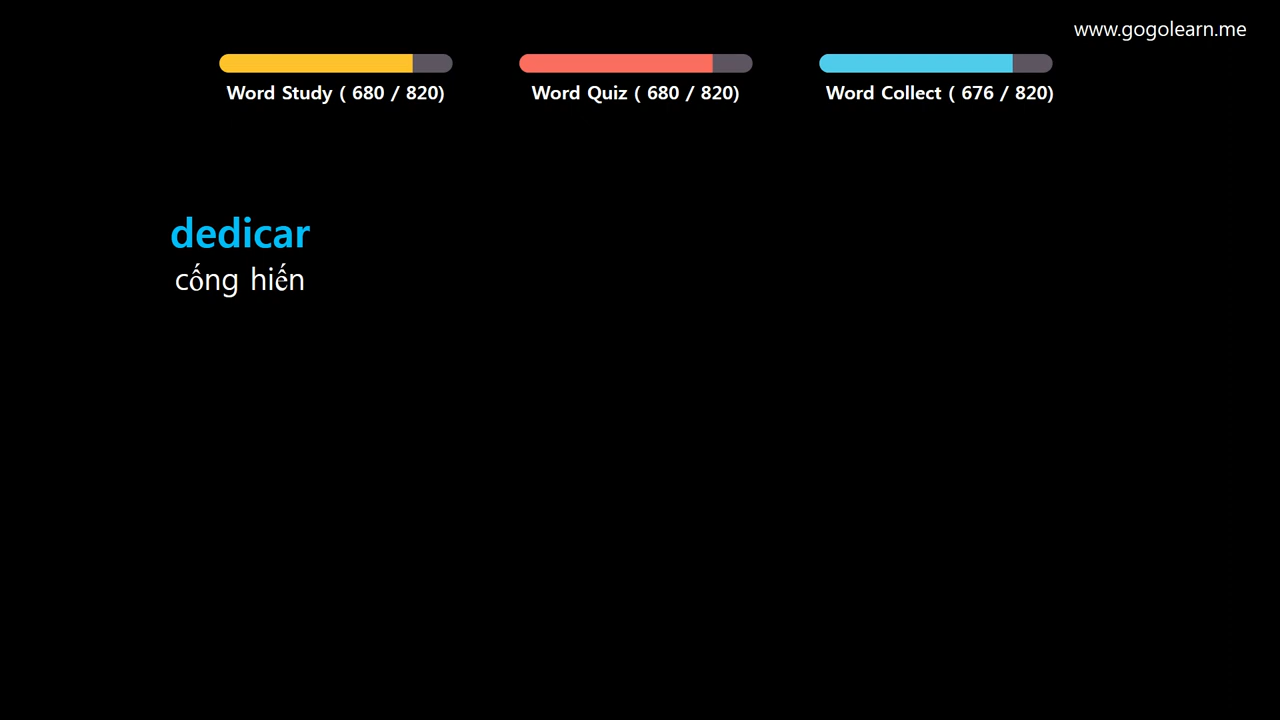 www.gogolearn.me
Word Study ( 680 / 820)
Word Quiz ( 680 / 820)
Word Collect ( 676 / 820)
dedicar
cống hiến